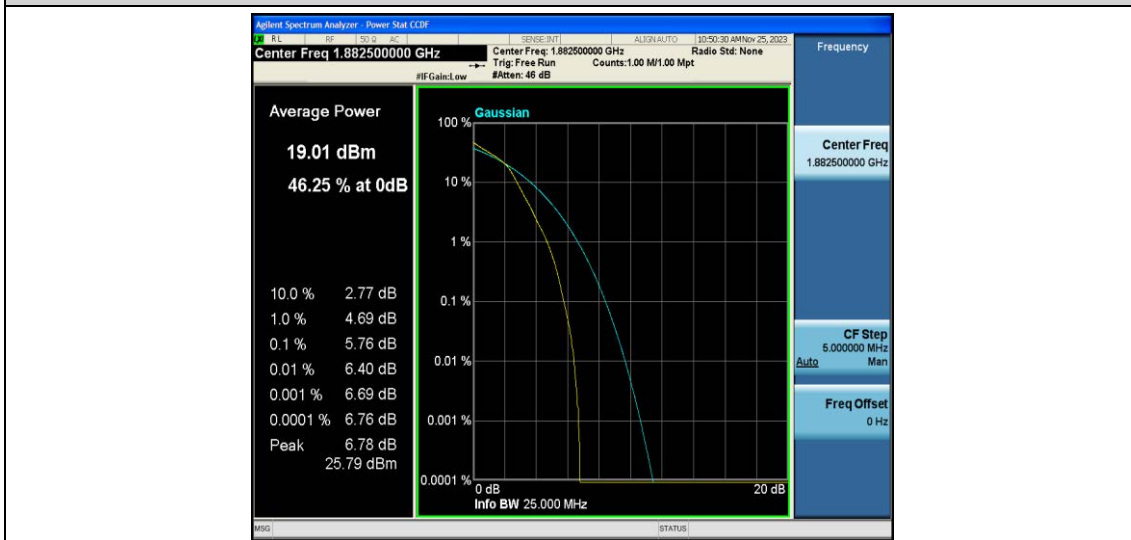 Agilent Spectrum Analyzer - Power Stat CCDF
RL RF 50 Ω AC SENSE:INT ALIGN AUTO 10:50:30 AM Nov 25, 2023
Center Freq 1.882500000 GHz
Center Freq: 1.882500000 GHz Radio Std: None
Trig: Free Run Counts:1.00 M/1.00 Mpt
#IFGain:Low #Atten: 46 dB
Frequency
Average Power
19.01 dBm
46.25 % at 0dB
10.0 % 2.77 dB
1.0 % 4.69 dB
0.1 % 5.76 dB
0.01 % 6.40 dB
0.001 % 6.69 dB
0.0001 % 6.76 dB
Peak 6.78 dB
25.79 dBm
Gaussian
100 %
10 %
1 %
0.1 %
0.01 %
0.001 %
0.0001 %
0 dB 20 dB
Info BW 25.000 MHz
Center Freq
1.882500000 GHz
CF Step
5.000000 MHz
Auto Man
Freq Offset
0 Hz
MSG STATUS